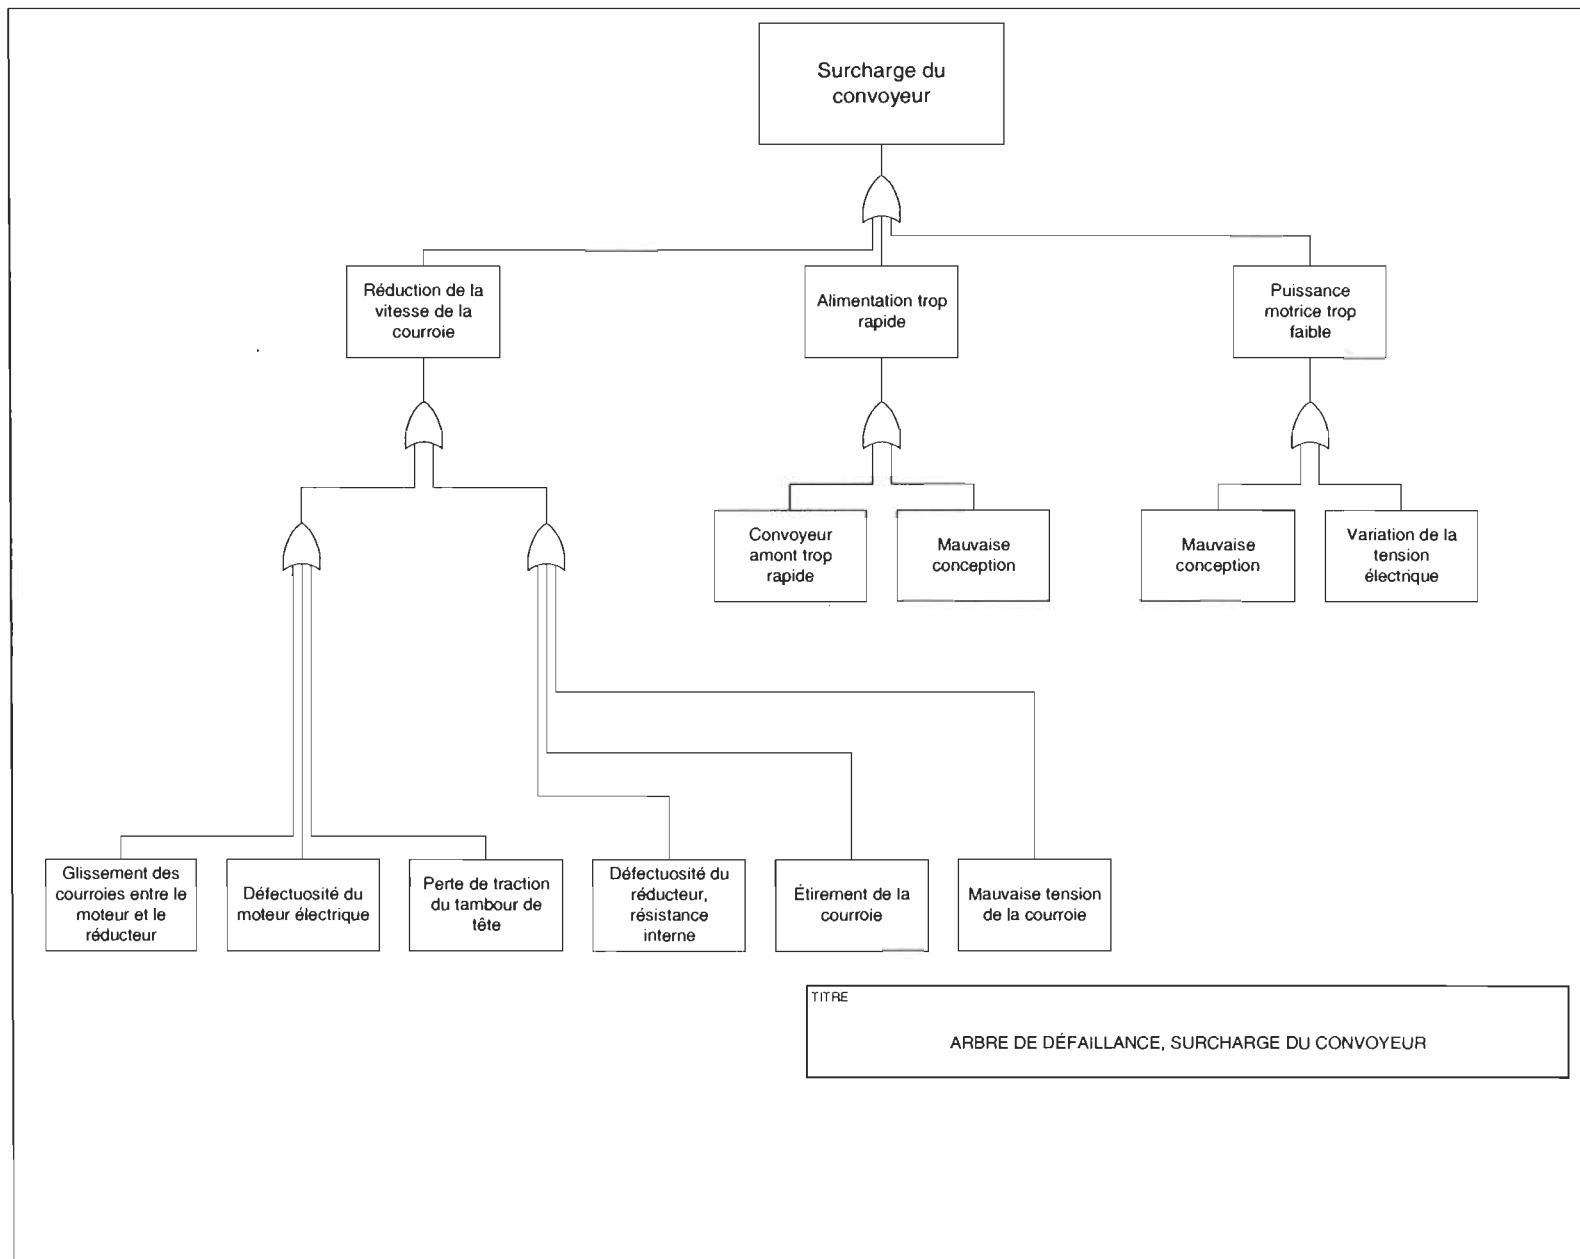 Surcharge du
convoyeur
Réduction de la
vitesse de la
courroie
Alimentation trop
rapide
Puissance
motrice trop
faible
Convoyeur
amont trop
rapide
Mauvaise
conception
Mauvaise
conception
Variation de la
tension
électrique
Glissement des
courroies entre le
moteur et le
réducteur
Défectuosité du
moteur électrique
Perte de traction
du tambour de
tête
Défectuosité du
réducteur,
résistance
interne
Étirement de la
courroie
Mauvaise tension
de la courroie
TITRE
ARBRE DE DÉFAILLANCE, SURCHARGE DU CONVOYEUR